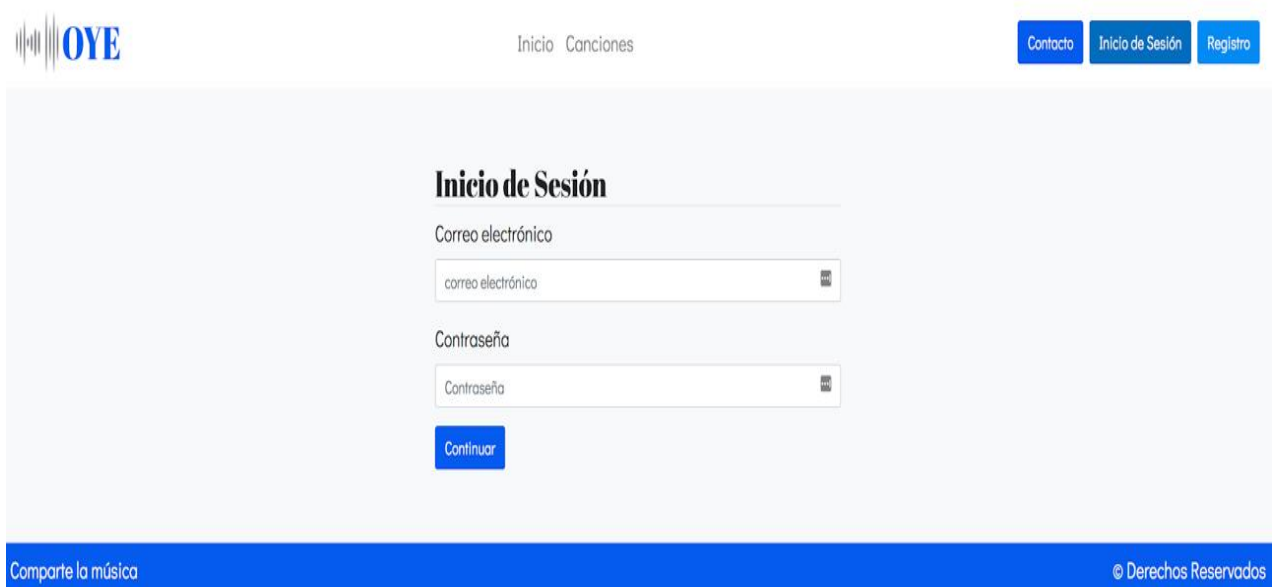 OYE
Inicio Canciones
Contacto Inicio de Sesión Registro
Inicio de Sesión
Correo electrónico
correo electrónico
Contraseña
Contraseña
Continuar
Comparte la música
© Derechos Reservados